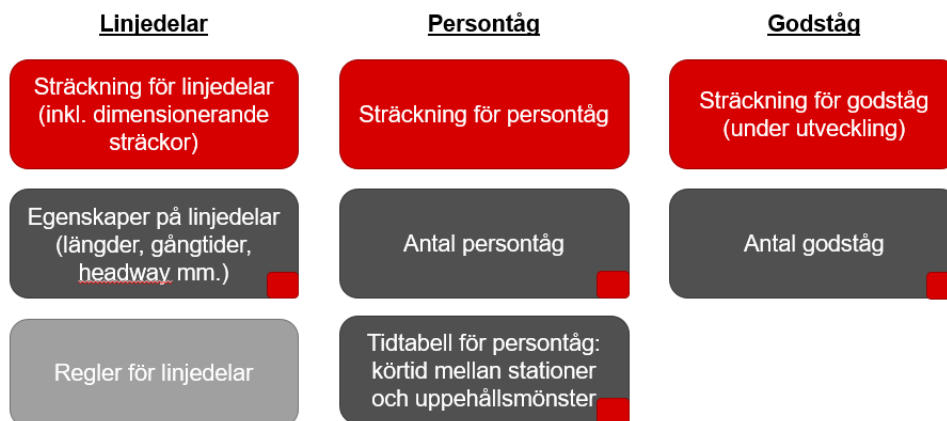 Linjedelar
Persontåg
Godståg
Sträckning för linjedelar
(inkl. dimensionerande
sträckor)
Sträckning för persontåg
Sträckning för godståg
(under utveckling)
Egenskaper på linjedelar
(längder, gångtider,
headway mm.)
Antal persontåg
Antal godståg
Regler för linjedelar
Tidtabell för persontåg:
körtid mellan stationer
och uppehållsmönster